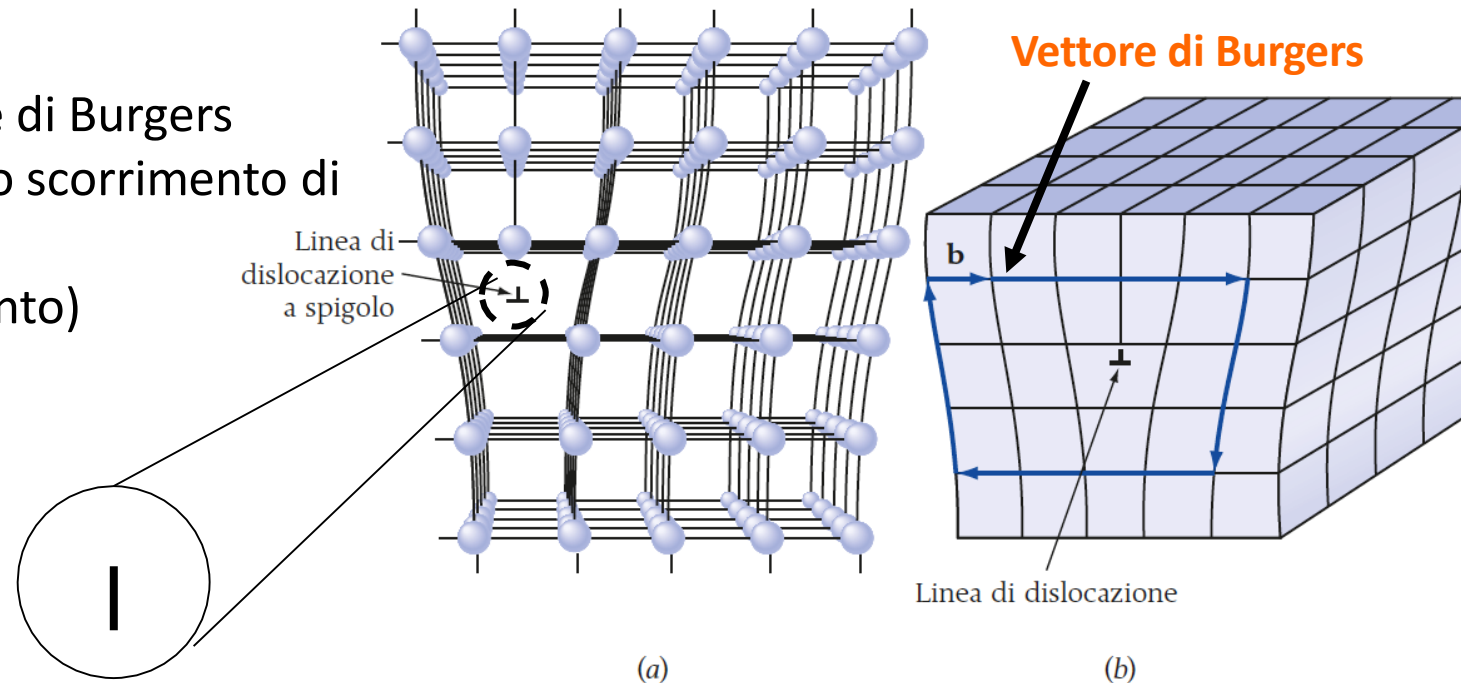 e di Burgers
o scorrimento di
nto)
Linea di
dislocazione
a spigolo
Vettore di Burgers
b
Linea di dislocazione
(a)
(b)